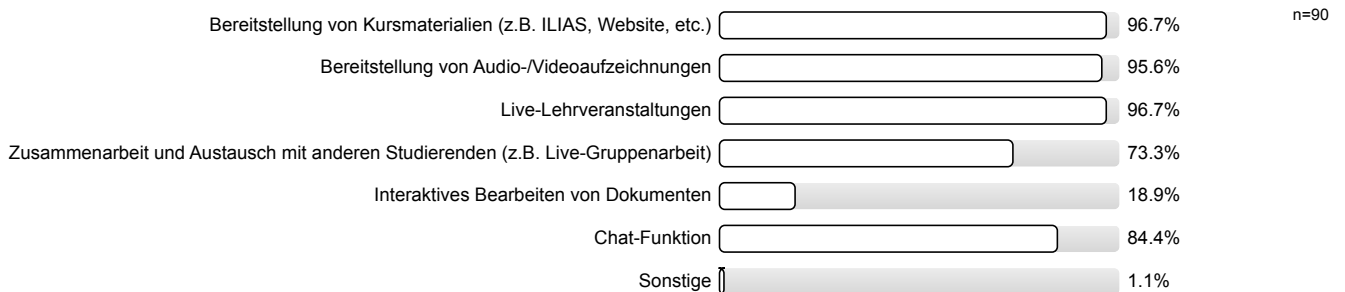 Bereitstellung von Kursmaterialien (z.B. ILIAS, Website, etc.) 96.7% n=90
Bereitstellung von Audio-/Videoaufzeichnungen 95.6%
Live-Lehrveranstaltungen 96.7%
Zusammenarbeit und Austausch mit anderen Studierenden (z.B. Live-Gruppenarbeit) 73.3%
Interaktives Bearbeiten von Dokumenten 18.9%
Chat-Funktion 84.4%
Sonstige 1.1%